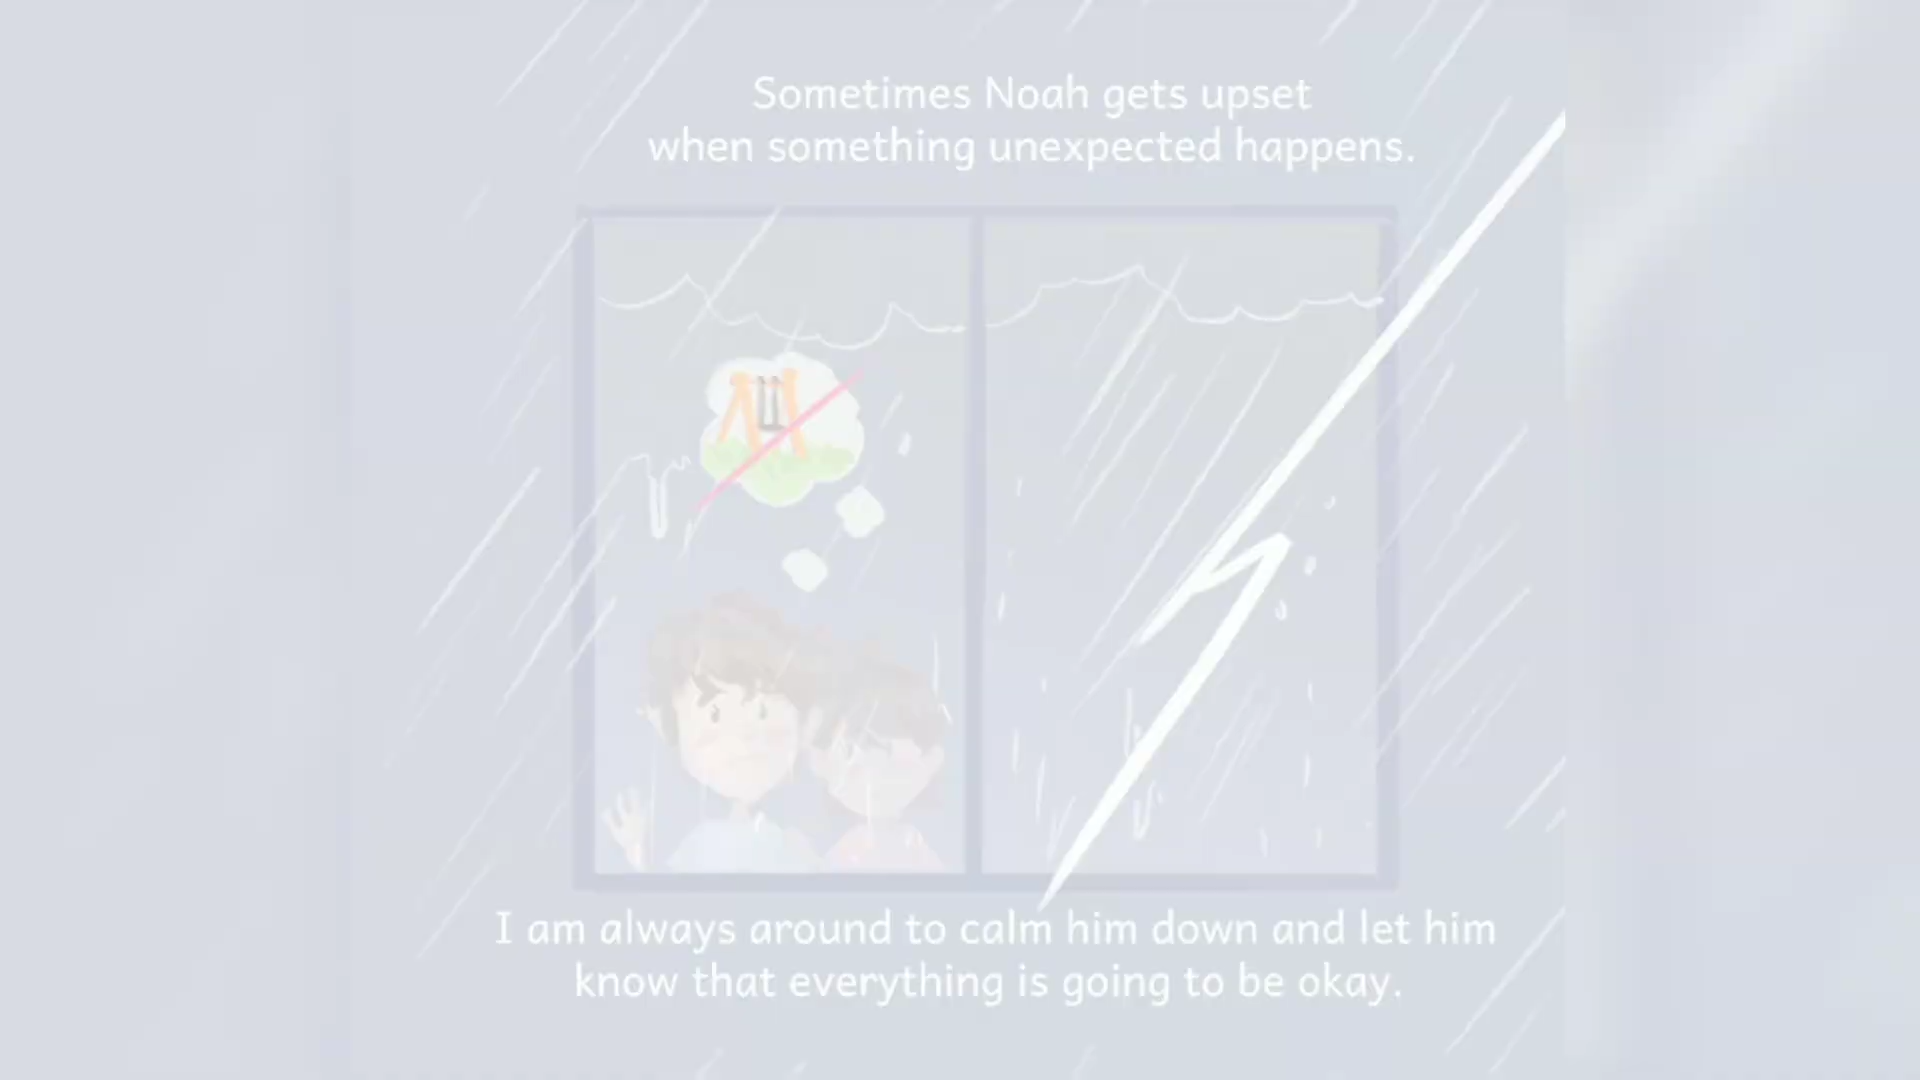 Sometimes Noah gets upset
when something unexpected happens.
I am always around to calm him down and let him
know that everything is going to be okay.